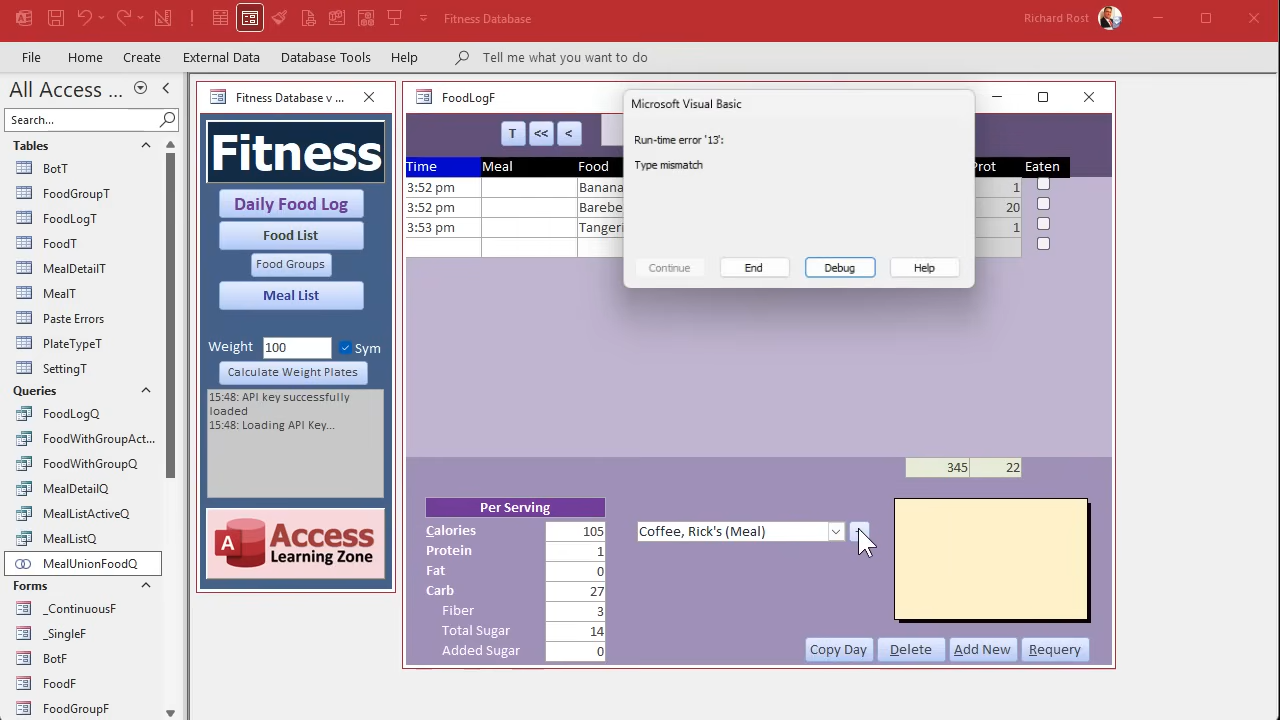 Fitness Database
Richard Rost
File
Home
Create
External Data
Database Tools
Help
Tell me what you want to do
All Access ...
Search...
Tables
BotT
FoodGroupT
FoodLogT
FoodT
MealDetailT
MealT
Paste Errors
PlateTypeT
SettingT
Queries
FoodLogQ
FoodWithGroupAct...
FoodWithGroupQ
MealDetailQ
MealListActiveQ
MealListQ
MealUnionFoodQ
Forms
_ContinuousF
_SingleF
BotF
FoodF
FoodGroupF
Fitness Database v ...
Fitness
Daily Food Log
Food List
Food Groups
Meal List
Weight 100 Sym
Calculate Weight Plates
15:48: API key successfully
loaded
15:48: Loading API Key...
A Access
Learning Zone
FoodLogF
T << <
Time Meal Food Prot Eaten
3:52 pm Banana 1
3:52 pm Barebe 20
3:53 pm Tangeri 1
345 22
Microsoft Visual Basic
Run-time error '13':
Type mismatch
Continue End Debug Help
Per Serving
Calories 105
Protein 1
Fat 0
Carb 27
Fiber 3
Total Sugar 14
Added Sugar 0
Coffee, Rick's (Meal)
Copy Day Delete Add New Requery